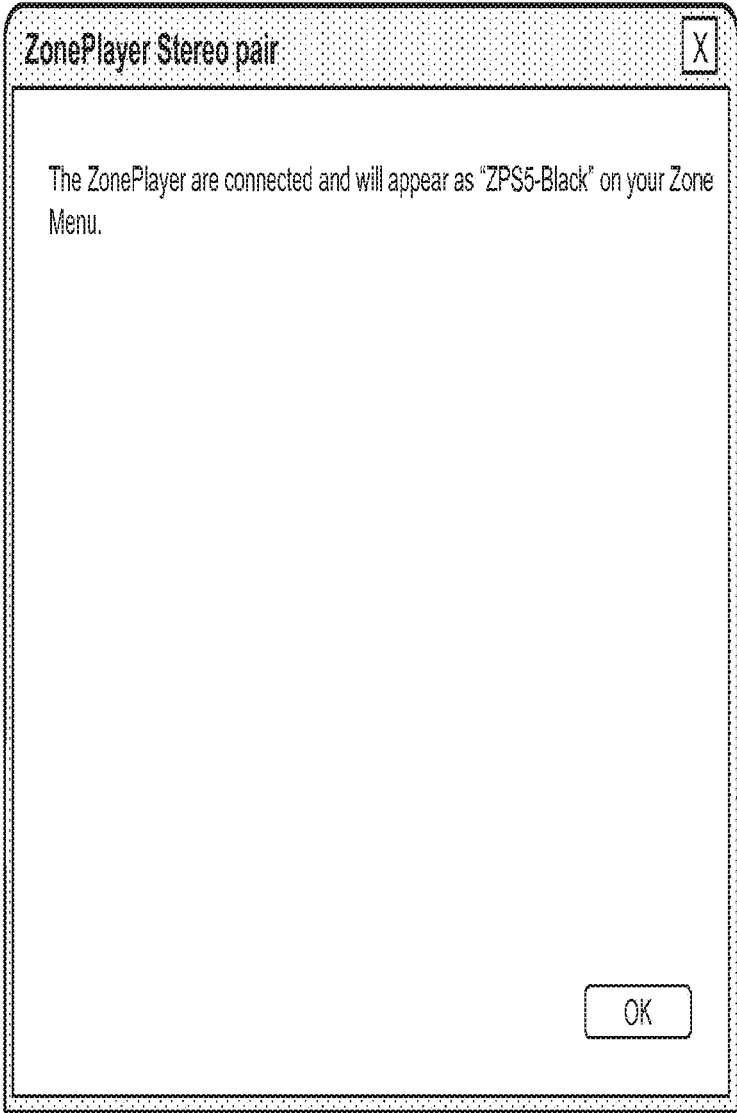 ZonePlayer Stereo pair
X
The ZonePlayer are connected and will appear as “ZPS5-Black” on your Zone
Menu.
OK